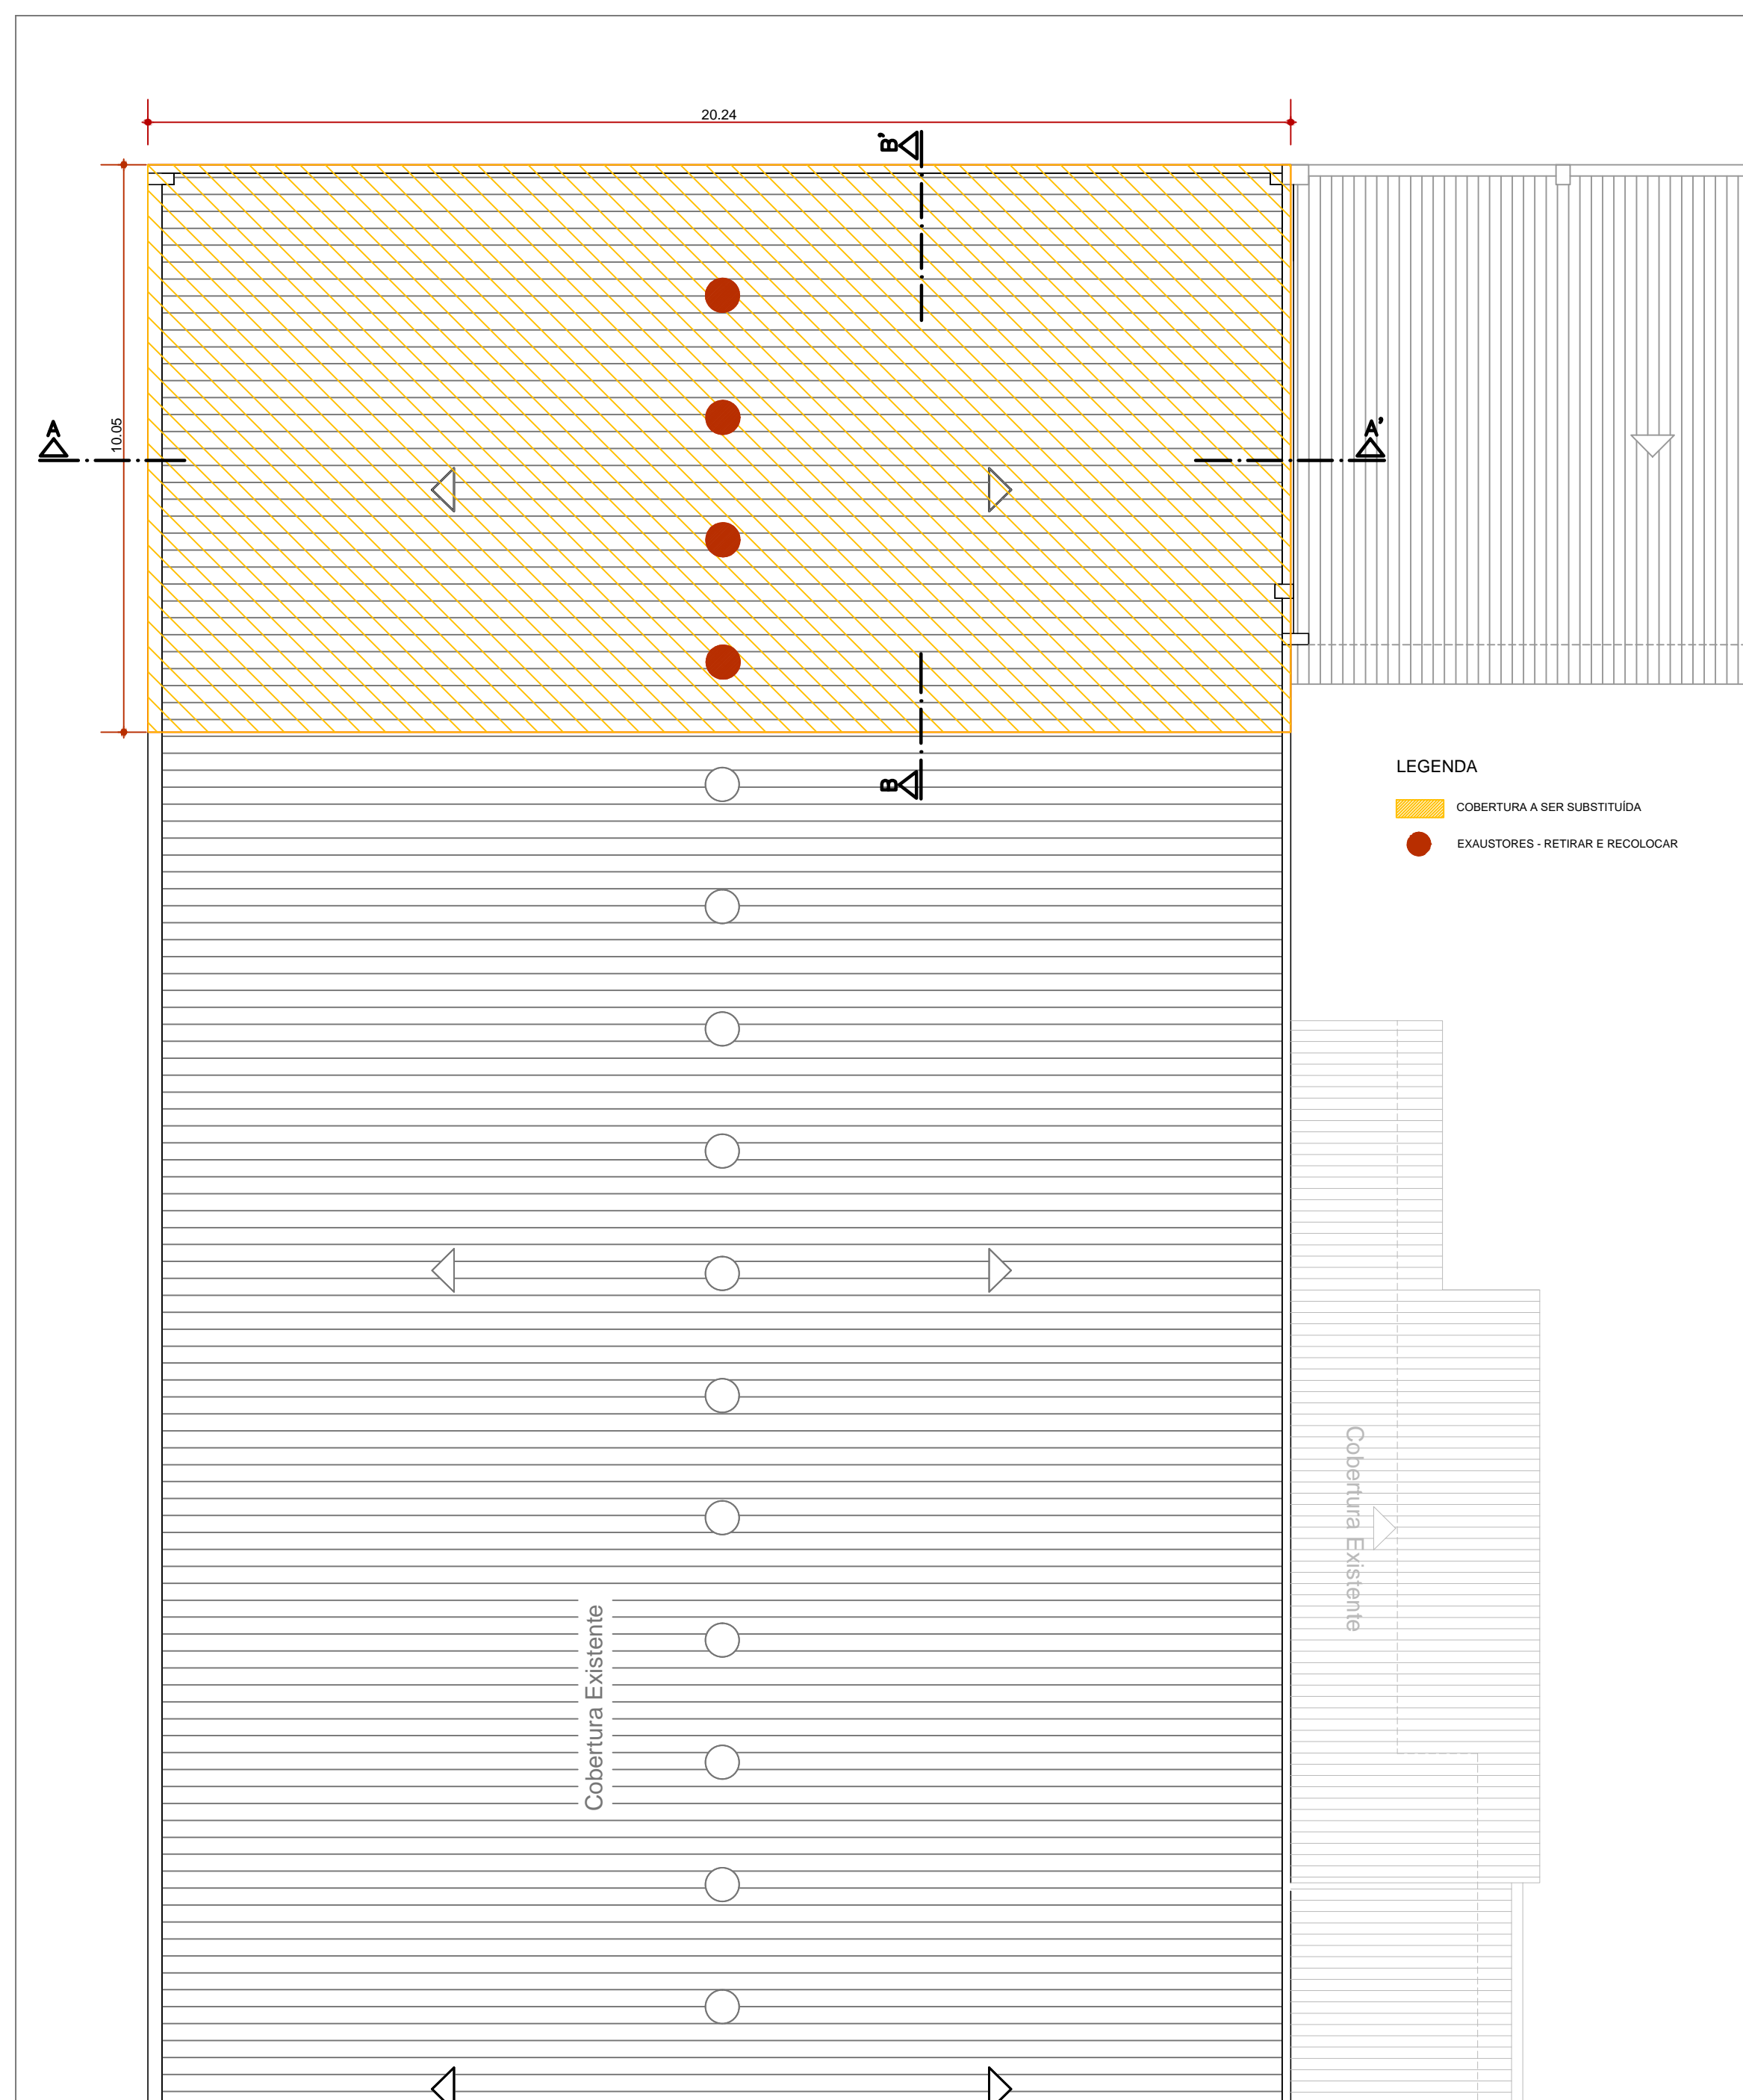 20.24
B'
10.05
A
A'
B
LEGENDA
COBERTURA A SER SUBSTITUÍDA
EXAUSTORES - RETIRAR E RECOLOCAR
Cobertura Existente
Cobertura Existente